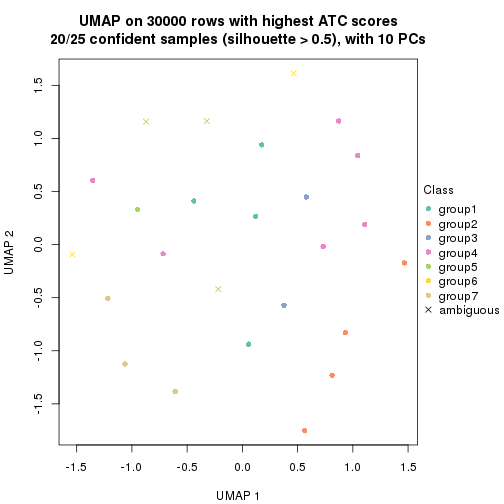 UMAP on 30000 rows with highest ATC scores
20/25 confident samples (silhouette > 0.5), with 10 PCs
1.5
1.0
0.5
0.0
-0.5
-1.0
-1.5
UMAP 2
-1.5 -1.0 -0.5 0.0 0.5 1.0 1.5
UMAP 1
Class
group1
group2
group3
group4
group5
group6
group7
ambiguous